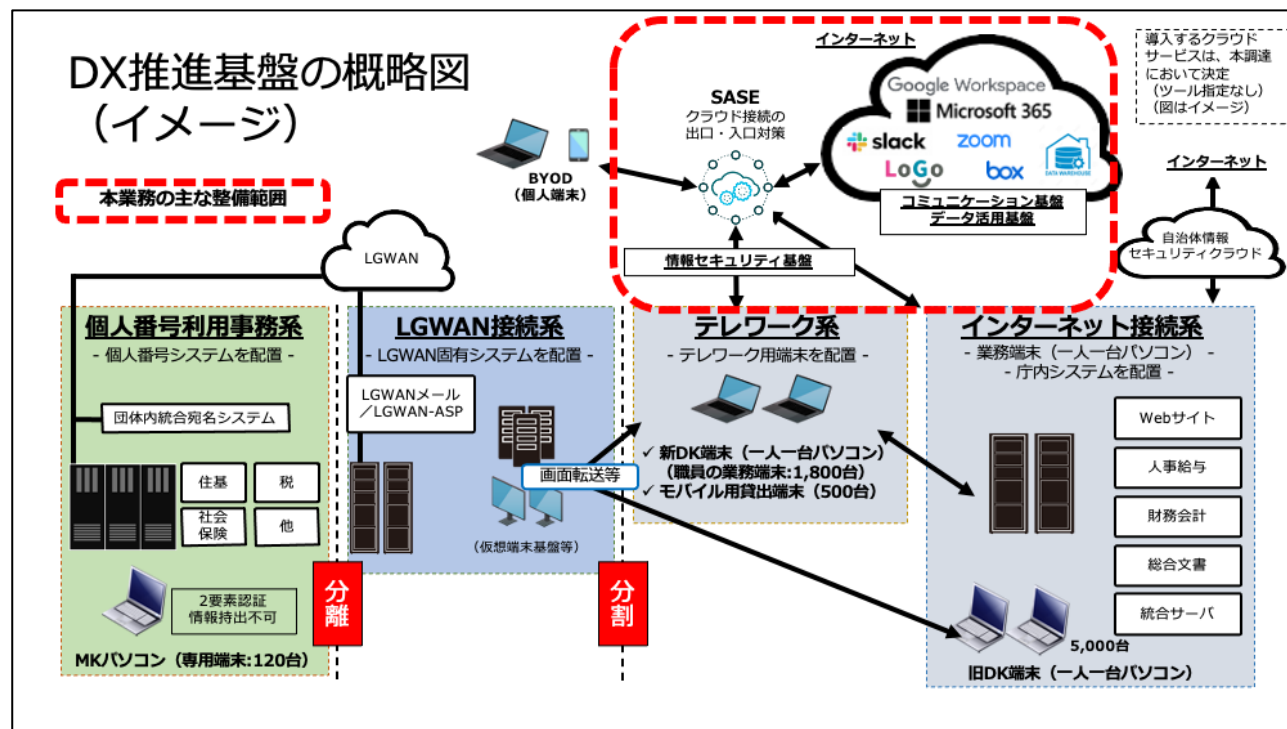 DX推進基盤の概略図
（イメージ）
本業務の主な整備範囲
インターネット
Google Workspace
Microsoft 365
slack
zoom
LoGo
box
DATA WAREHOUSE
コミュニケーション基盤
データ活用基盤
SASE
クラウド接続の
出口・入口対策
BYOD
（個人端末）
情報セキュリティ基盤
導入するクラウド
サービスは、本調達
において決定
（ツール指定なし）
（図はイメージ）
インターネット
自治体情報
セキュリティクラウド
LGWAN
個人番号利用事務系
- 個人番号システムを配置 -
団体内統合宛名システム
住基
税
社会
保険
他
2要素認証
情報持出不可
MKパソコン（専用端末:120台）
分離
LGWAN接続系
- LGWAN固有システムを配置 -
LGWANメール
／LGWAN-ASP
画面転送等
（仮想端末基盤等）
分割
テレワーク系
- テレワーク用端末を配置 -
✓ 新DK端末（一人一台パソコン）
（職員の業務端末:1,800台）
✓ モバイル用貸出端末（500台）
インターネット接続系
- 業務端末（一人一台パソコン） -
- 庁内システムを配置 -
Webサイト
人事給与
財務会計
総合文書
統合サーバ
5,000台
旧DK端末（一人一台パソコン）